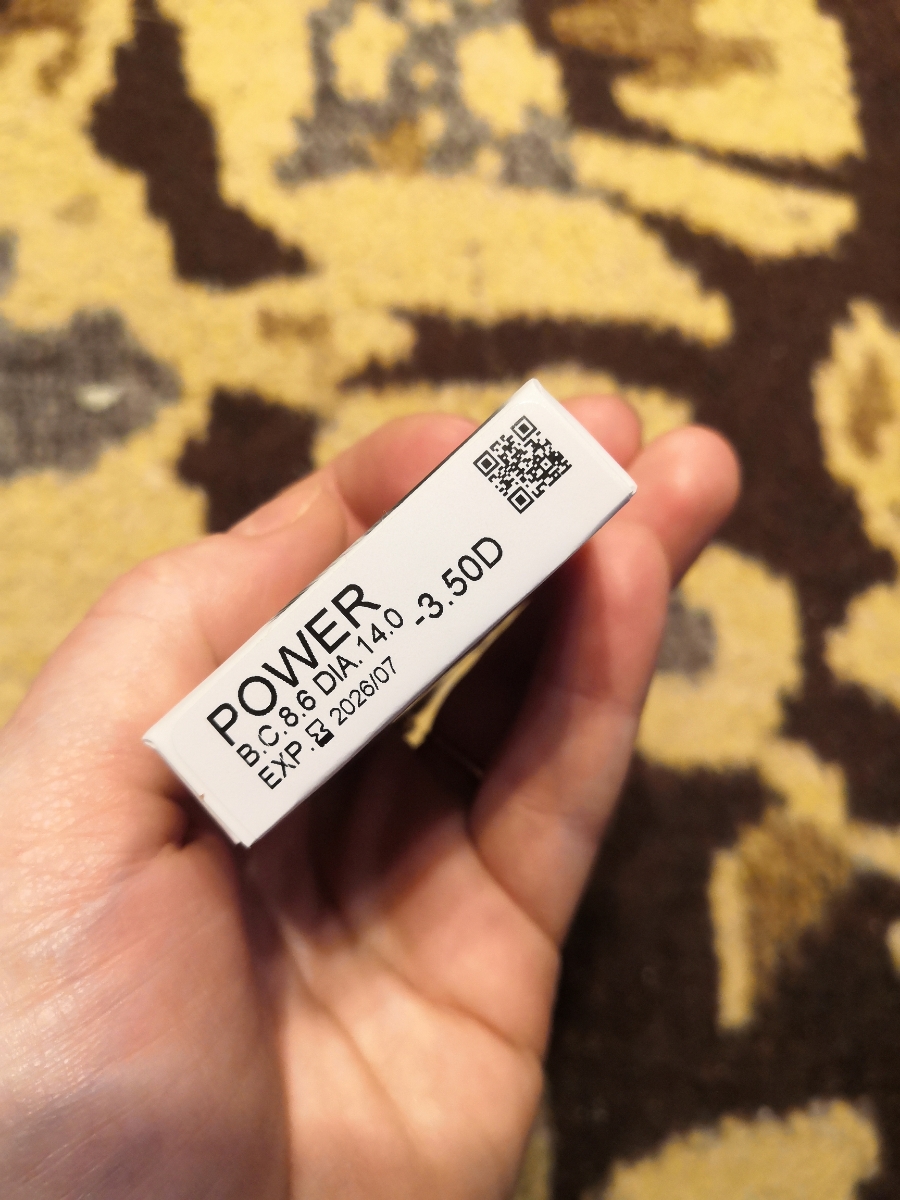 POWER -3.50D
B.C.8.6 DIA.14.0
EXP. 2026/07